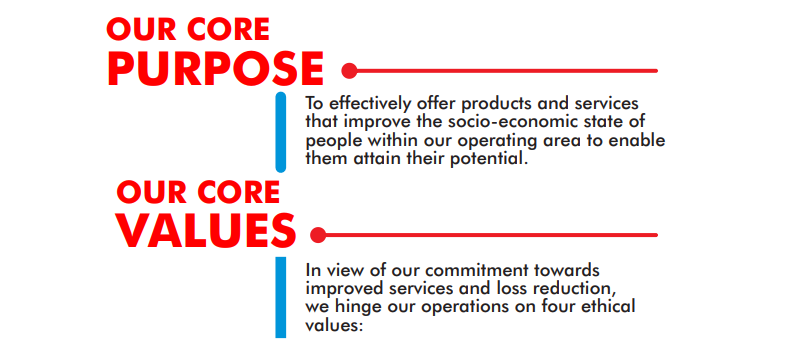 OUR CORE
PURPOSE
To effectively offer products and services
that improve the socio-economic state of
people within our operating area to enable
them attain their potential.
OUR CORE
VALUES
In view of our commitment towards
improved services and loss reduction,
we hinge our operations on four ethical
values: